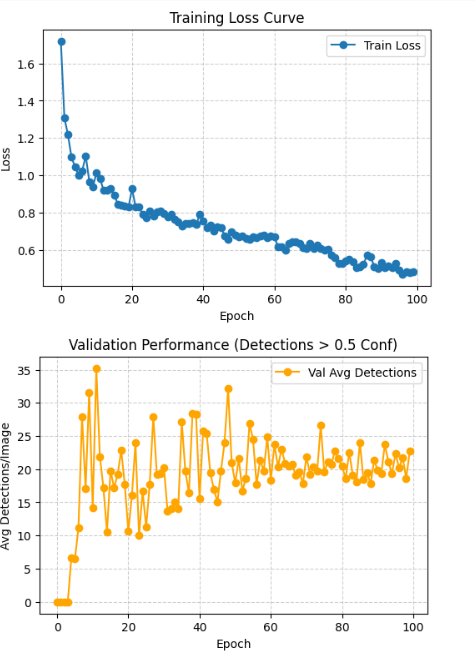 Training Loss Curve
Train Loss
Loss
1.6
1.4
1.2
1.0
0.8
0.6
0 20 40 60 80 100
Epoch
Validation Performance (Detections > 0.5 Conf)
Val Avg Detections
Avg Detections/Image
35
30
25
20
15
10
5
0
0 20 40 60 80 100
Epoch